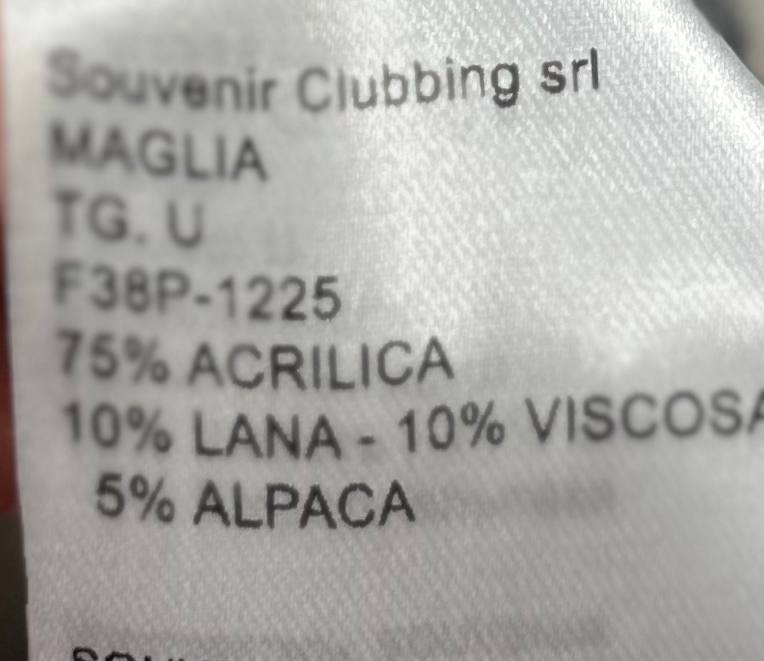 Souvenir Clubbing srl
MAGLIA
TG. U
F38P-1225
75% ACRILICA
10% LANA - 10% VISCOSA
5% ALPACA